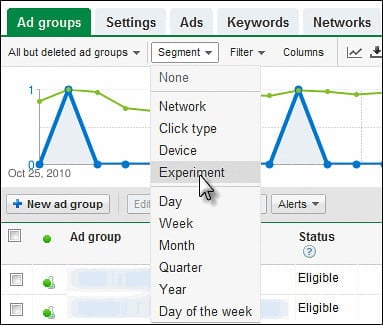 Ad groups Settings Ads Keywords Networks
All but deleted ad groups Segment Filter Columns
None
1
Network
Click type
Device
0 0
Experiment
Oct 25, 2010
+ New ad group Edit Alerts
Day
Week
Ad group Status
Month
?
Quarter
Eligible
Year
Day of the week
Eligible